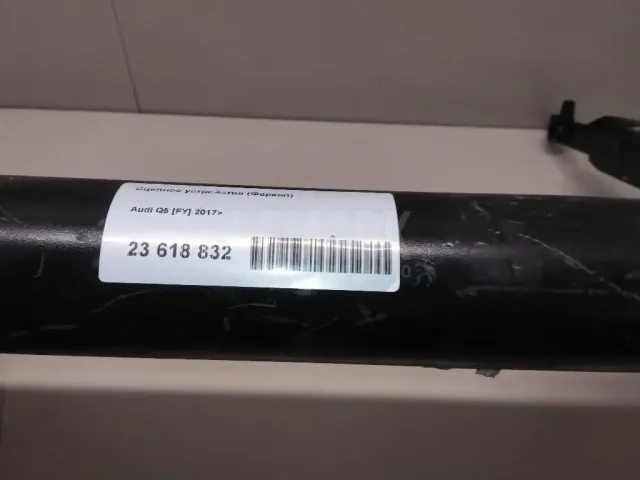 Сцепное устройство (Фаркоп)
Audi Q5 [FY] 2017>
23 618 832